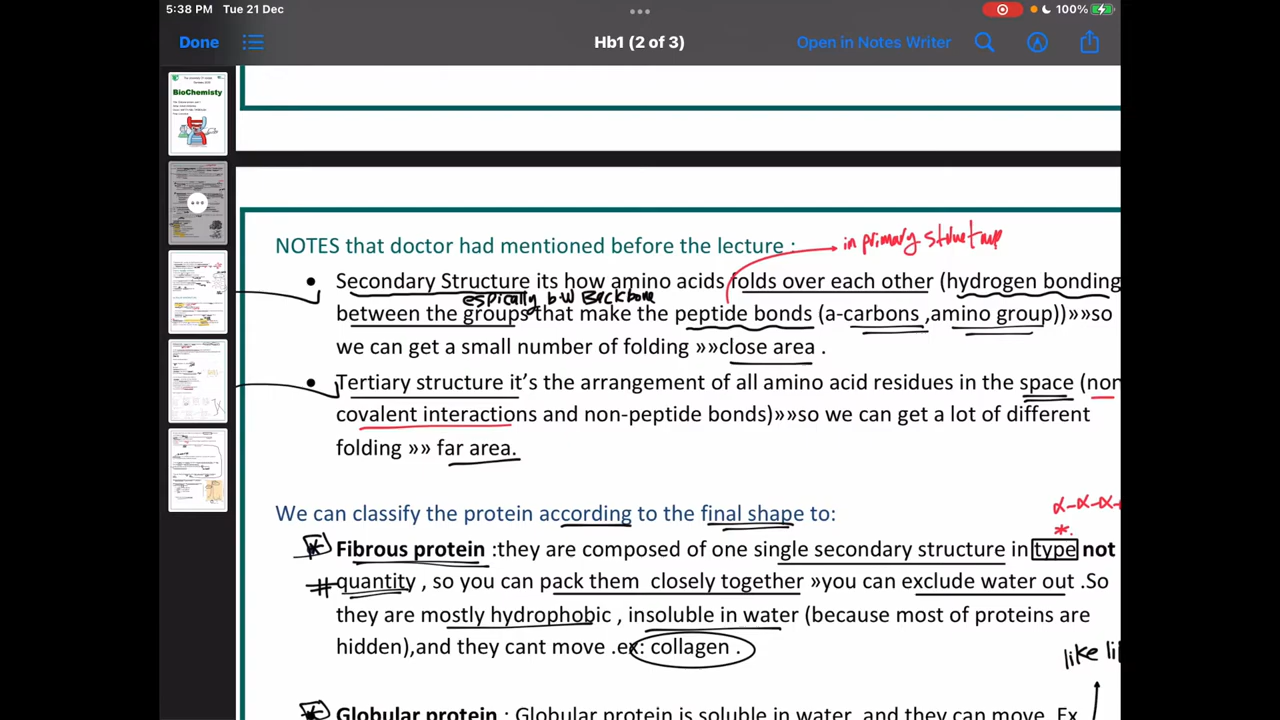 5:38 PM Tue 21 Dec
100%
Done
Hb1 (2 of 3)
Open in Notes Writer
BioChemisty
NOTES that doctor had mentioned before the lecture :
in primary
Secondary Structure its how amino acids folds over each other (hydrogen bonding
espically b.w Backbone
between the groups that make the peptide bonds (a-carbons ,amino group))»»so
we can get small number of folding »»close area .
Tertiary structure it's the arrangement of all amino acid residues in the space (non
covalent interactions and non peptide bonds)»»so we can get a lot of different
folding »» far area.
We can classify the protein according to the final shape to:
α-α-α-
*
Fibrous protein :they are composed of one single secondary structure in type not
# quantity , so you can pack them closely together »you can exclude water out .So
they are mostly hydrophobic , insoluble in water (because most of proteins are
hidden),and they cant move .ex: collagen .
like
Globular protein : Globular protein is soluble in water, and they can move. Ex